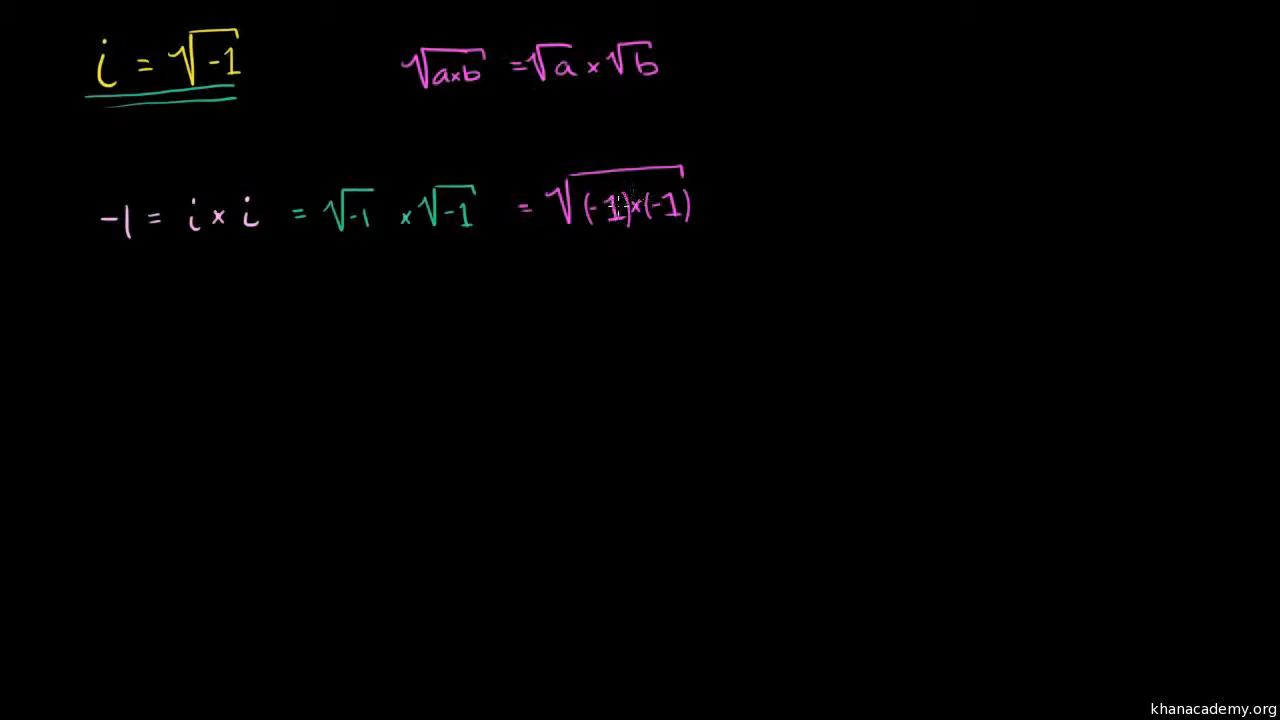 i = √-1 √a×b = √a × √b
-1 = i × i = √-1 × √-1 = √(-1)×(-1)
khanacademy.org